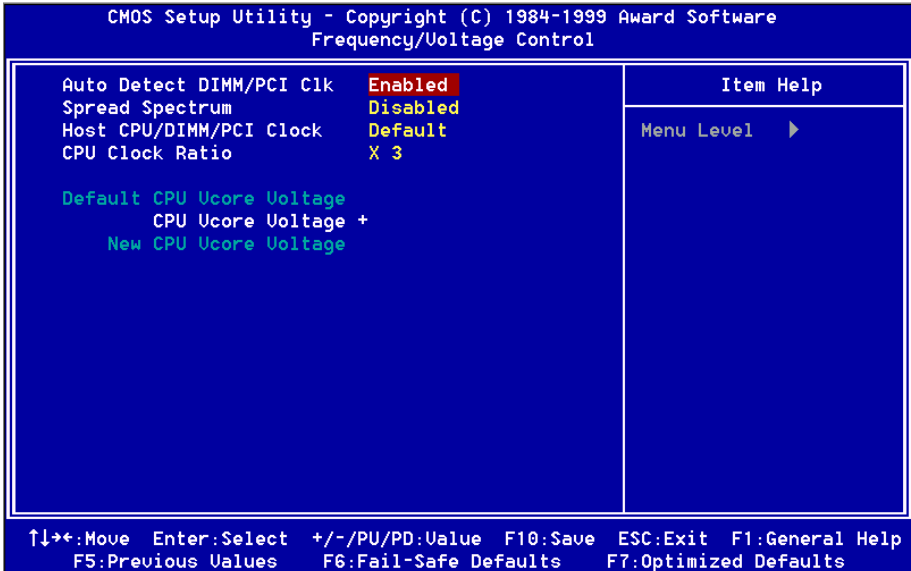 CMOS Setup Utility - Copyright (C) 1984-1999 Award Software
Frequency/Voltage Control
Auto Detect DIMM/PCI Clk Enabled
Spread Spectrum Disabled
Host CPU/DIMM/PCI Clock Default
CPU Clock Ratio X 3
Default CPU Vcore Voltage
CPU Vcore Voltage +
New CPU Vcore Voltage
Item Help
Menu Level ▶
↑↓→←:Move Enter:Select +/-/PU/PD:Value F10:Save ESC:Exit F1:General Help
F5:Previous Values F6:Fail-Safe Defaults F7:Optimized Defaults